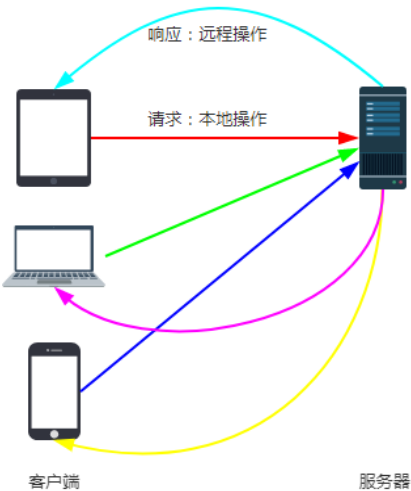 响应：远程操作
请求：本地操作
客户端
服务器